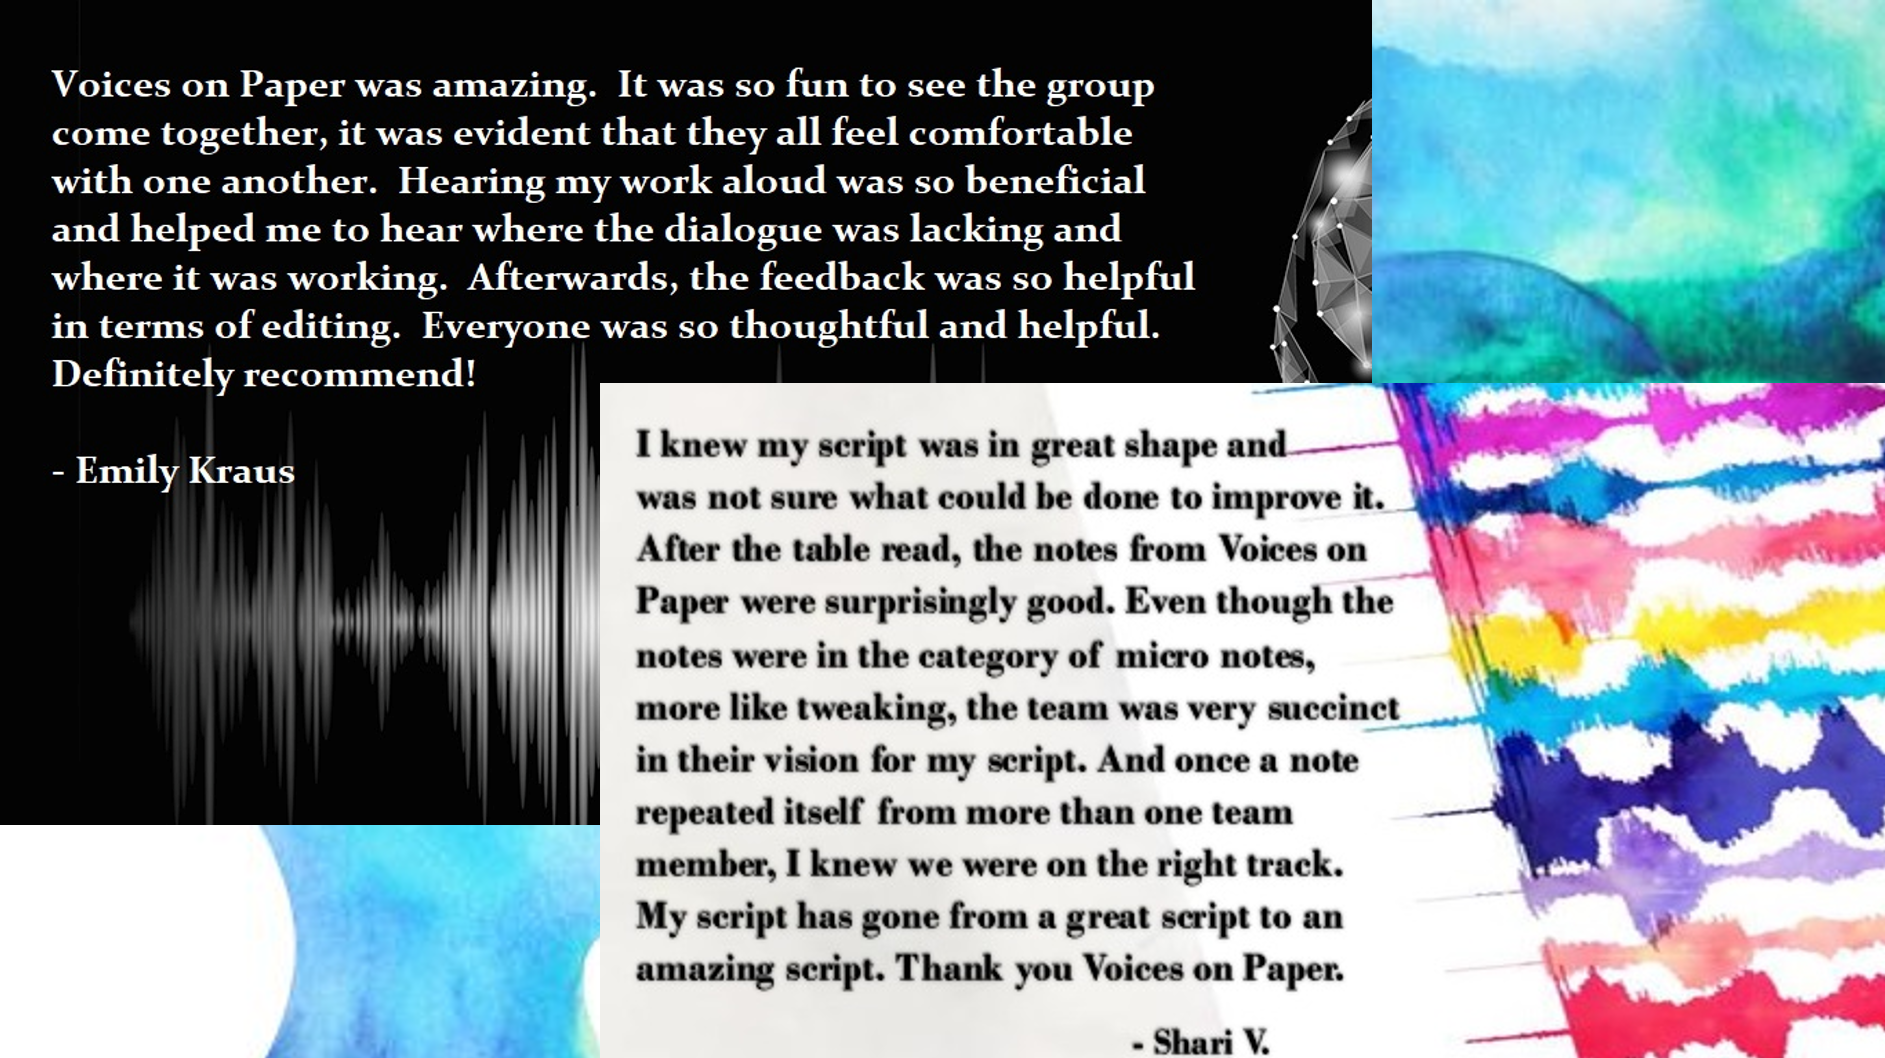 Voices on Paper was amazing.  It was so fun to see the group
come together, it was evident that they all feel comfortable
with one another.  Hearing my work aloud was so beneficial
and helped me to hear where the dialogue was lacking and
where it was working.  Afterwards, the feedback was so helpful
in terms of editing.  Everyone was so thoughtful and helpful.
Definitely recommend!
- Emily Kraus
I knew my script was in great shape and
was not sure what could be done to improve it.
After the table read, the notes from Voices on
Paper were surprisingly good. Even though the
notes were in the category of micro notes,
more like tweaking, the team was very succinct
in their vision for my script. And once a note
repeated itself from more than one team
member, I knew we were on the right track.
My script has gone from a great script to an
amazing script. Thank you Voices on Paper.
- Shari V.